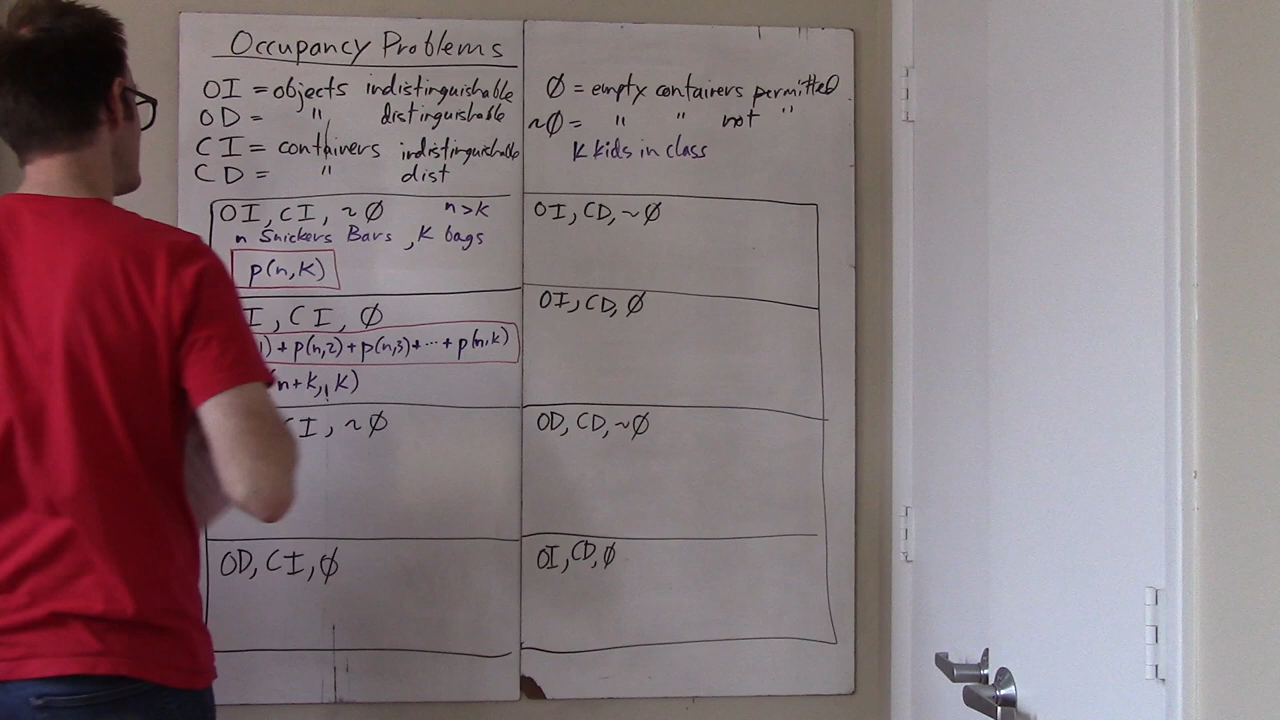 Occupancy Problems
OI = objects indistinguishable
OD = " distinguishable
CI = containers indistinguishable
CD = " dist
Ø = empty containers permitted
~Ø = " " not "
K kids in class
OI, CI, ~Ø n>k
n Snickers Bars, K bags
p(n,k)
I, CI, Ø
1) + p(n,2) + p(n,3) + ... + p(n,k)
(n+k, k)
CI, ~Ø
OD, CI, Ø
OI, CD, ~Ø
OI, CD, Ø
OD, CD, ~Ø
OI, CD, Ø